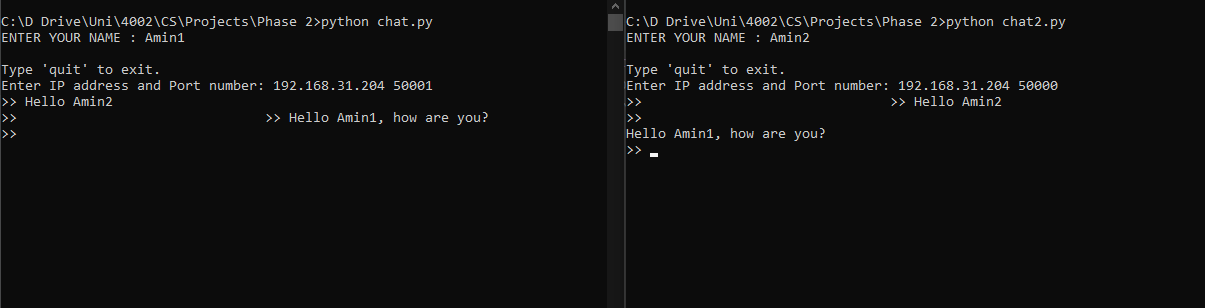 C:\D Drive\Uni\4002\CS\Projects\Phase 2>python chat.py
ENTER YOUR NAME : Amin1
Type 'quit' to exit.
Enter IP address and Port number: 192.168.31.204 50001
>> Hello Amin2
>> >> Hello Amin1, how are you?
>>
C:\D Drive\Uni\4002\CS\Projects\Phase 2>python chat2.py
ENTER YOUR NAME : Amin2
Type 'quit' to exit.
Enter IP address and Port number: 192.168.31.204 50000
>> >> Hello Amin2
>>
Hello Amin1, how are you?
>>